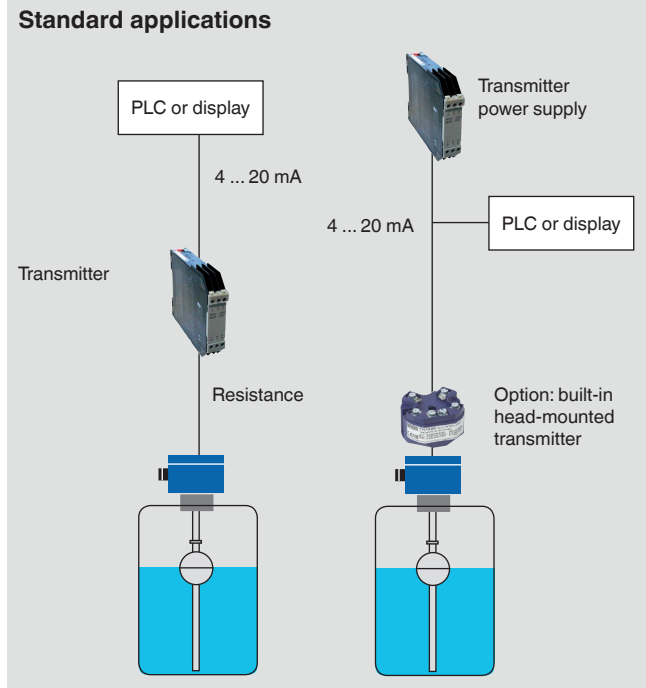 Standard applications
PLC or display
4 ... 20 mA
Transmitter
Resistance
Transmitter
power supply
4 ... 20 mA
PLC or display
Option: built-in
head-mounted
transmitter